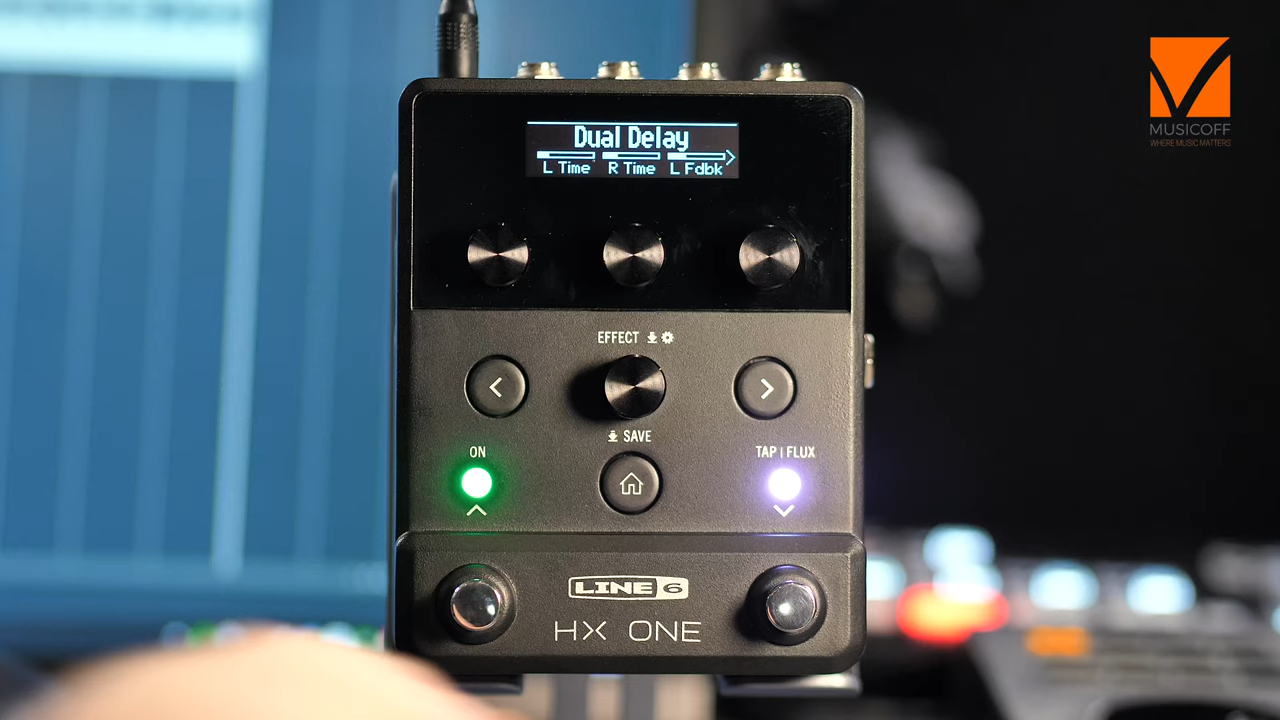 Dual Delay
L Time R Time L Fdbk
MUSICOFF
WHERE MUSIC MATTERS
EFFECT
SAVE
ON
TAP | FLUX
LINE 6
HX ONE